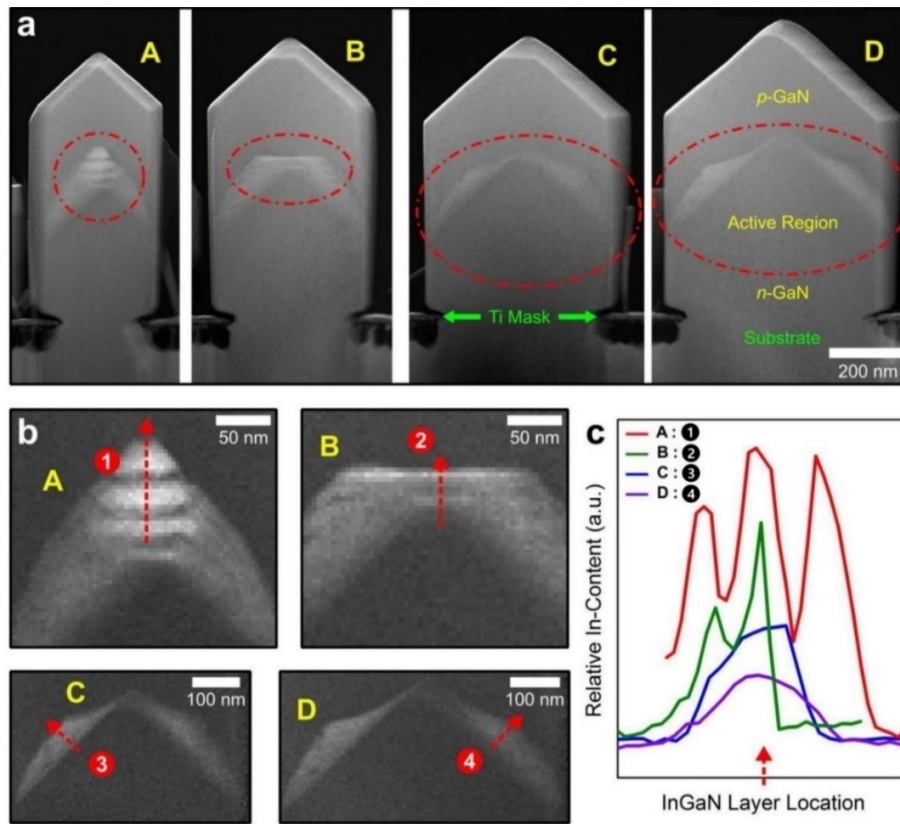 a
A
B
C
D
p-GaN
Active Region
n-GaN
Ti Mask
Substrate
200 nm
b
A
1
50 nm
B
2
50 nm
C
3
100 nm
D
4
100 nm
c
A : 1
B : 2
C : 3
D : 4
Relative In-Content (a.u.)
InGaN Layer Location